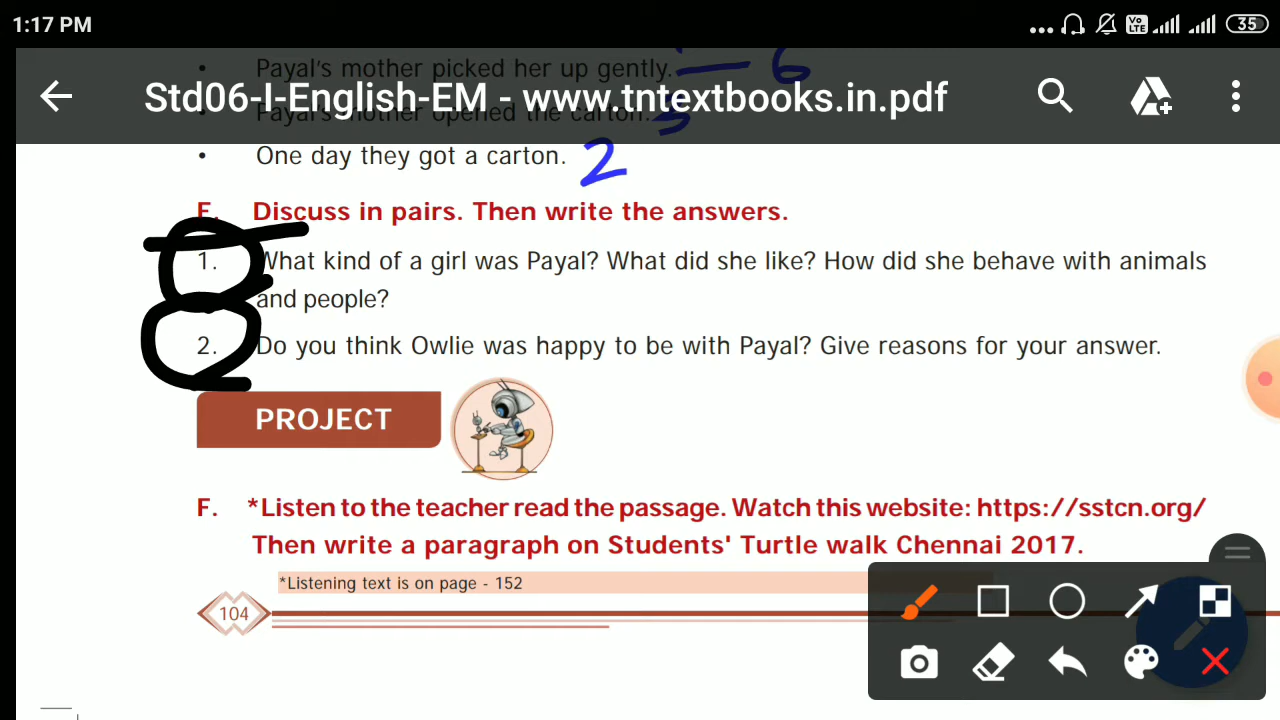 1:17 PM
Vo LTE
35
Payal's mother picked her up gently. 6
Std06-I-English-EM - www.tntextbooks.in.pdf
Payal's mother opened the carton. 3
One day they got a carton. 2
E. Discuss in pairs. Then write the answers.
1. What kind of a girl was Payal? What did she like? How did she behave with animals
and people?
2. Do you think Owlie was happy to be with Payal? Give reasons for your answer.
PROJECT
F. *Listen to the teacher read the passage. Watch this website: https://sstcn.org/
Then write a paragraph on Students' Turtle walk Chennai 2017.
*Listening text is on page - 152
104